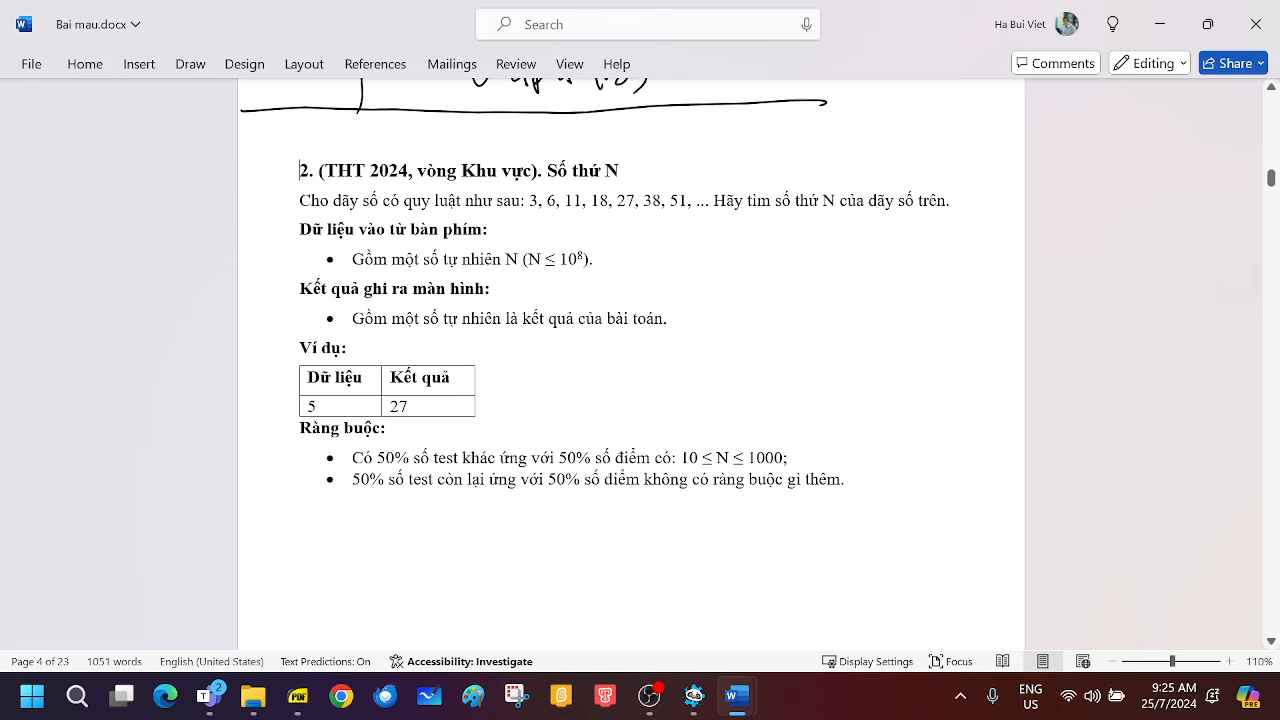 Bai mau.docx
Search
Ha Bui Viet
File Home Insert Draw Design Layout References Mailings Review View Help
Comments Editing Share
2. (THT 2024, vòng Khu vực). Số thứ N
Cho dãy số có quy luật như sau: 3, 6, 11, 18, 27, 38, 51, ... Hãy tìm số thứ N của dãy số trên.
Dữ liệu vào từ bàn phím:
• Gồm một số tự nhiên N (N ≤ 10⁸).
Kết quả ghi ra màn hình:
• Gồm một số tự nhiên là kết quả của bài toán.
Ví dụ:
Dữ liệu Kết quả
5 27
Ràng buộc:
• Có 50% số test khác ứng với 50% số điểm có: 10 ≤ N ≤ 1000;
• 50% số test còn lại ứng với 50% số điểm không có ràng buộc gì thêm.
Page 4 of 23 1051 words English (United States) Text Predictions: On Accessibility: Investigate Display Settings Focus 110%
2 PDF ENG 9:25 AM
US 25/7/2024 PRE